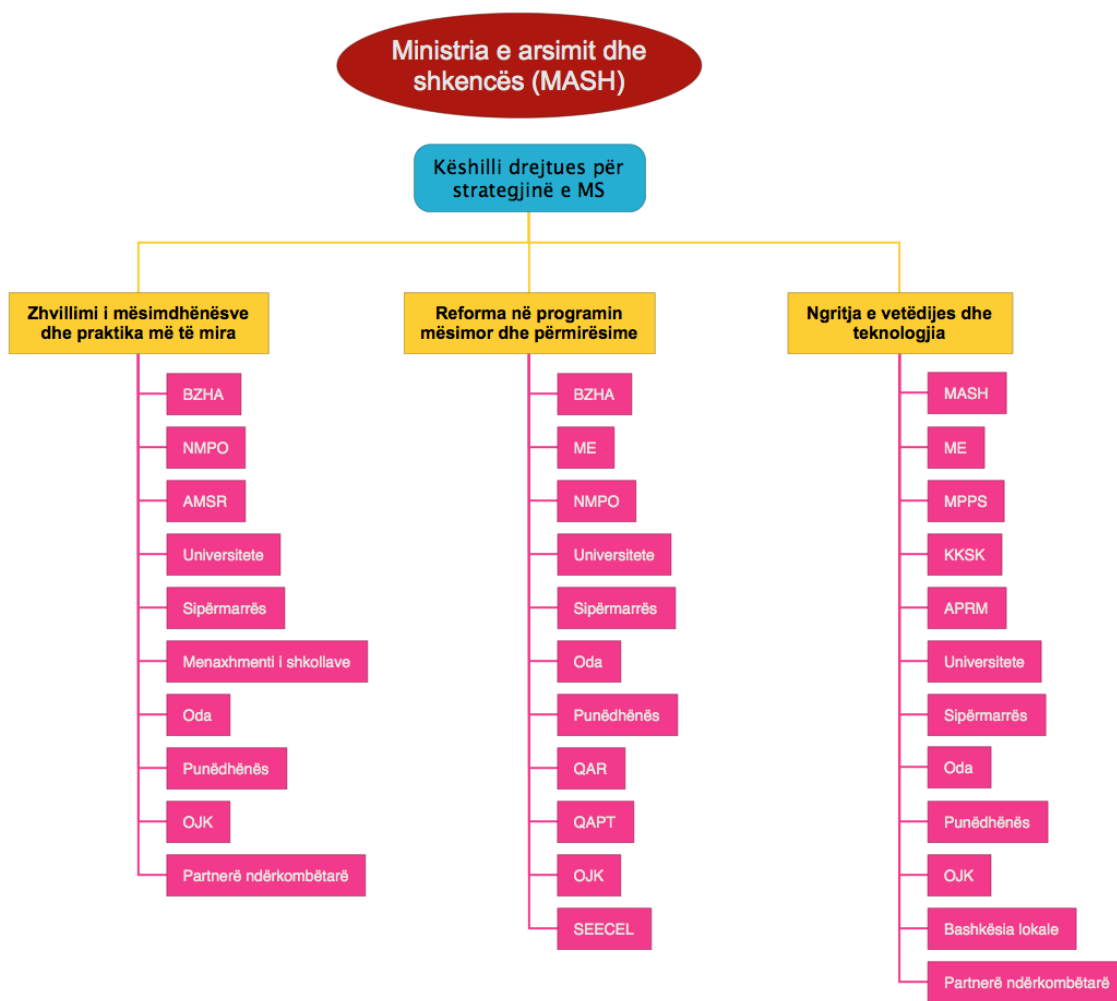 Ministria e arsimit dhe
shkencës (MASH)
Këshilli drejtues për
strategjinë e MS
Zhvillimi i mësimdhënësve
dhe praktika më të mira
BZHA
NMPO
AMSR
Universitete
Sipërmarrës
Menaxhmenti i shkollave
Oda
Punëdhënës
OJK
Partnerë ndërkombëtarë
Reforma në programin
mësimor dhe përmirësime
BZHA
ME
NMPO
Universitete
Sipërmarrës
Oda
Punëdhënës
QAR
QAPT
OJK
SEECEL
Ngritja e vetëdijes dhe
teknologjia
MASH
ME
MPPS
KKSK
APRM
Universitete
Sipërmarrës
Oda
Punëdhënës
OJK
Bashkësia lokale
Partnerë ndërkombëtarë